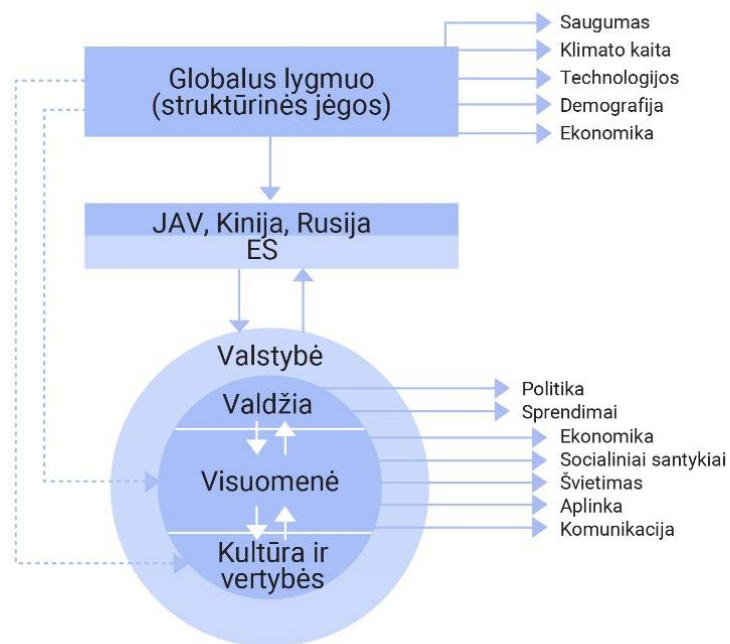 Globalus lygmuo
(struktūrinės jėgos)
Saugumas
Klimato kaita
Technologijos
Demografija
Ekonomika
JAV, Kinija, Rusija
ES
Valstybė
Valdžia
Visuomenė
Kultūra ir
vertybės
Politika
Sprendimai
Ekonomika
Socialiniai santykiai
Švietimas
Aplinka
Komunikacija